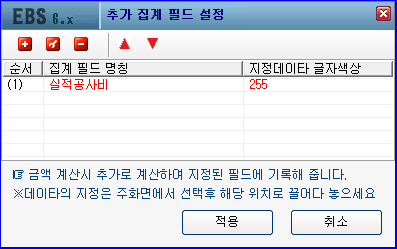 EBS 6.x 추가 집계 필드 설정
순서 집계 필드 명칭 지정데이타 글자색상
(1) 실적공사비 255
☞ 금액 계산시 추가로 계산하며 지정된 필드에 기록해 줍니다.
※데이타의 지정은 주화면에서 선택후 해당 위치로 끌어다 놓으세요
적용 취소